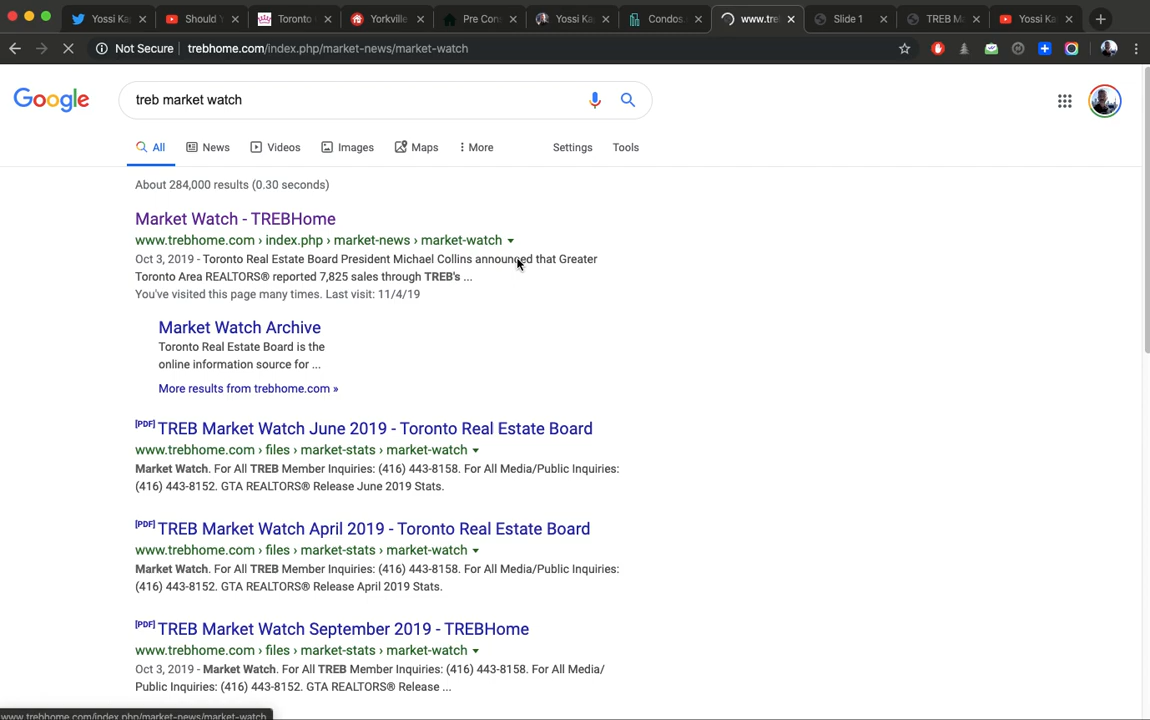 Yossi Ka
Should Y
Toronto C
Yorkville
Pre Con
Yossi Ka
Condos.
www.tre
Slide 1
TREB M
Yossi Ka
Not Secure | trebhome.com/index.php/market-news/market-watch
Google
treb market watch
All
News
Videos
Images
Maps
More
Settings
Tools
About 284,000 results (0.30 seconds)
Market Watch - TREBHome
www.trebhome.com › index.php › market-news › market-watch
Oct 3, 2019 - Toronto Real Estate Board President Michael Collins announced that Greater
Toronto Area REALTORS® reported 7,825 sales through TREB's ...
You've visited this page many times. Last visit: 11/4/19
Market Watch Archive
Toronto Real Estate Board is the
online information source for ...
More results from trebhome.com »
[PDF] TREB Market Watch June 2019 - Toronto Real Estate Board
www.trebhome.com › files › market-stats › market-watch
Market Watch. For All TREB Member Inquiries: (416) 443-8158. For All Media/Public Inquiries:
(416) 443-8152. GTA REALTORS® Release June 2019 Stats.
[PDF] TREB Market Watch April 2019 - Toronto Real Estate Board
www.trebhome.com › files › market-stats › market-watch
Market Watch. For All TREB Member Inquiries: (416) 443-8158. For All Media/Public Inquiries:
(416) 443-8152. GTA REALTORS® Release April 2019 Stats.
[PDF] TREB Market Watch September 2019 - TREBHome
www.trebhome.com › files › market-stats › market-watch
Oct 3, 2019 - Market Watch. For All TREB Member Inquiries: (416) 443-8158. For All Media/
Public Inquiries: (416) 443-8152. GTA REALTORS® Release ...
www.trebhome.com/index.php/market-news/market-watch